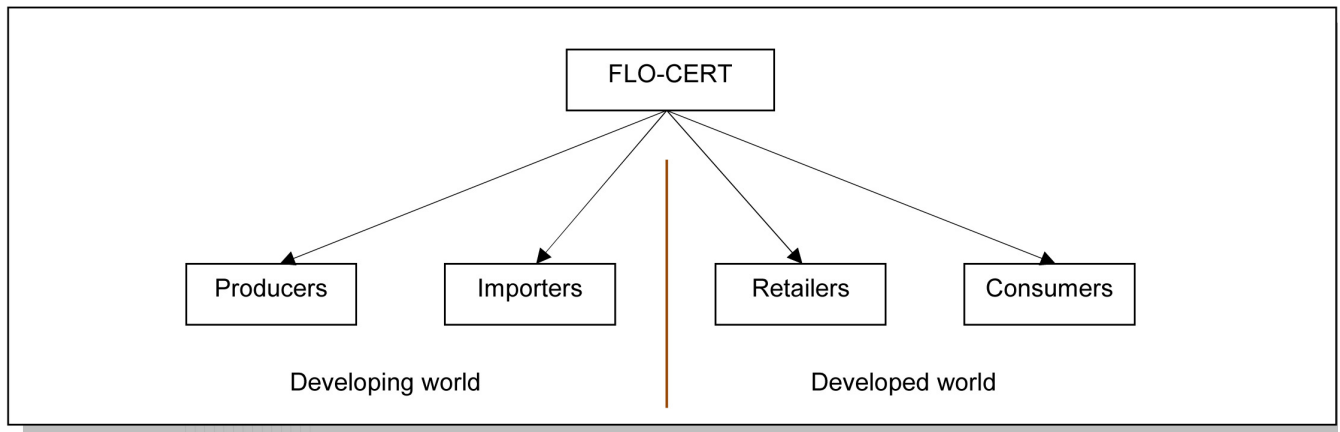 FLO-CERT
Producers
Importers
Retailers
Consumers
Developing world
Developed world